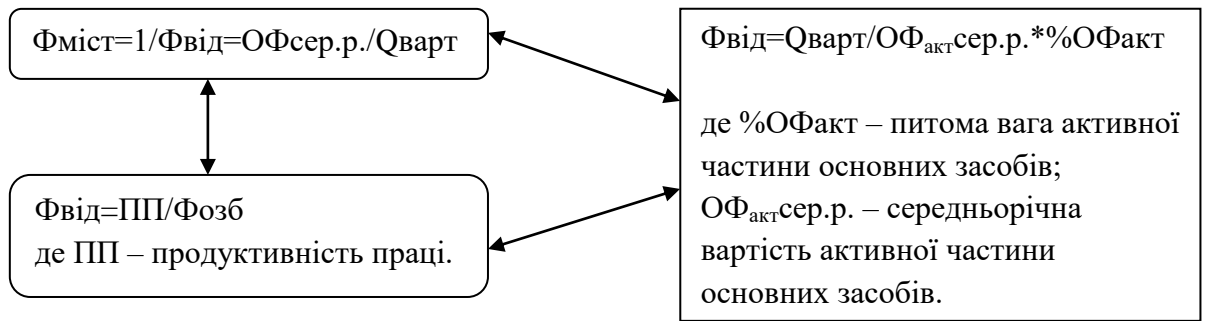 Фміст=1/Фвід=ОФсер.р./Qварт
Фвід=ПП/Фозб
де ПП – продуктивність праці.
Фвід=Qварт/ОФактсер.р.*%ОФакт
де %ОФакт – питома вага активної
частини основних засобів;
ОФактсер.р. – середньорічна
вартість активної частини
основних засобів.